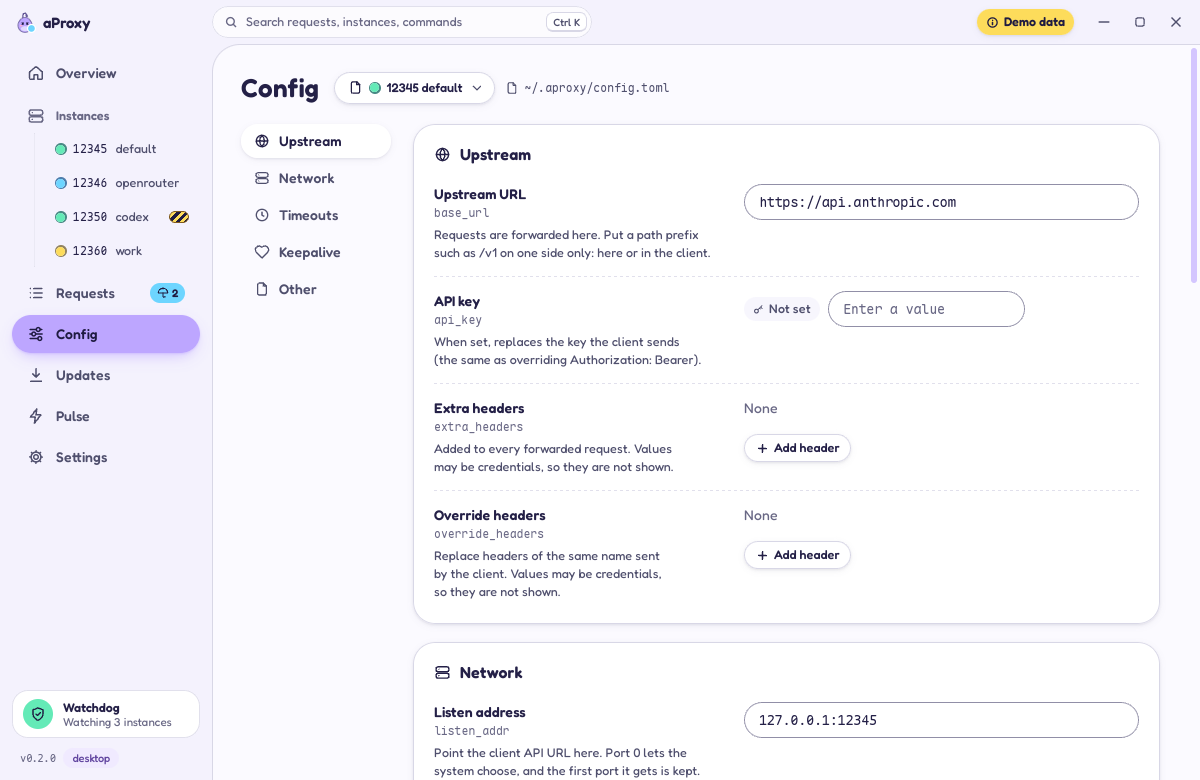 aProxy
Search requests, instances, commands
Ctrl K
Demo data
Overview
Instances
12345 default
12346 openrouter
12350 codex
12360 work
Requests
2
Config
Updates
Pulse
Settings
Watchdog
Watching 3 instances
v0.2.0 desktop
Config
12345 default
~/.aproxy/config.toml
Upstream
Network
Timeouts
Keepalive
Other
Upstream
Upstream URL
base_url
Requests are forwarded here. Put a path prefix
such as /v1 on one side only: here or in the client.
https://api.anthropic.com
API key
api_key
When set, replaces the key the client sends
(the same as overriding Authorization: Bearer).
Not set
Enter a value
Extra headers
extra_headers
Added to every forwarded request. Values
may be credentials, so they are not shown.
None
Add header
Override headers
override_headers
Replace headers of the same name sent
by the client. Values may be credentials,
so they are not shown.
None
Add header
Network
Listen address
listen_addr
Point the client API URL here. Port 0 lets the
system choose, and the first port it gets is kept.
127.0.0.1:12345